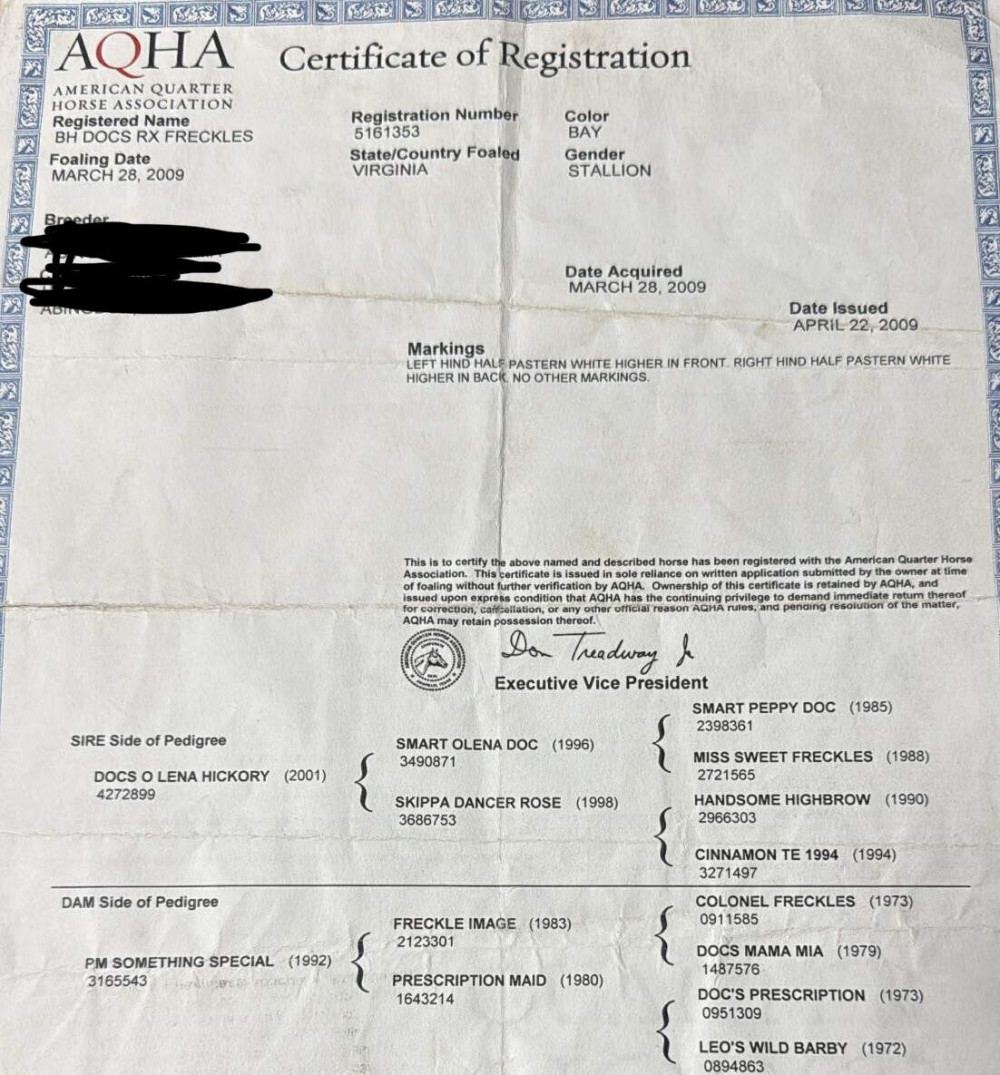 AQHA
AMERICAN QUARTER
HORSE ASSOCIATION
Certificate of Registration
Registered Name
BH DOCS RX FRECKLES
Registration Number
5161353
Color
BAY
Foaling Date
MARCH 28, 2009
State/Country Foaled
VIRGINIA
Gender
STALLION
Breeder
Date Acquired
MARCH 28, 2009
Date Issued
APRIL 22, 2009
Markings
LEFT HIND HALF PASTERN WHITE HIGHER IN FRONT. RIGHT HIND HALF PASTERN WHITE
HIGHER IN BACK. NO OTHER MARKINGS.
This is to certify the above named and described horse has been registered with the American Quarter Horse
Association. This certificate is issued in sole reliance on written application submitted by the owner at time
of foaling without further verification by AQHA. Ownership of this certificate is retained by AQHA, and
issued upon express condition that AQHA has the continuing privilege to demand immediate return thereof
for correction, cancellation, or any other official reason AQHA rules, and pending resolution of the matter,
AQHA may retain possession thereof.
Don Treadway Jr
Executive Vice President
SIRE Side of Pedigree
DOCS O LENA HICKORY (2001)
4272899
SMART OLENA DOC (1996)
3490871
SKIPPA DANCER ROSE (1998)
3686753
SMART PEPPY DOC (1985)
2398361
MISS SWEET FRECKLES (1988)
2721565
HANDSOME HIGHBROW (1990)
2966303
CINNAMON TE 1994 (1994)
3271497
DAM Side of Pedigree
PM SOMETHING SPECIAL (1992)
3165543
FRECKLE IMAGE (1983)
2123301
PRESCRIPTION MAID (1980)
1643214
COLONEL FRECKLES (1973)
0911585
DOCS MAMA MIA (1979)
1487576
DOC'S PRESCRIPTION (1973)
0951309
LEO'S WILD BARBY (1972)
0894863